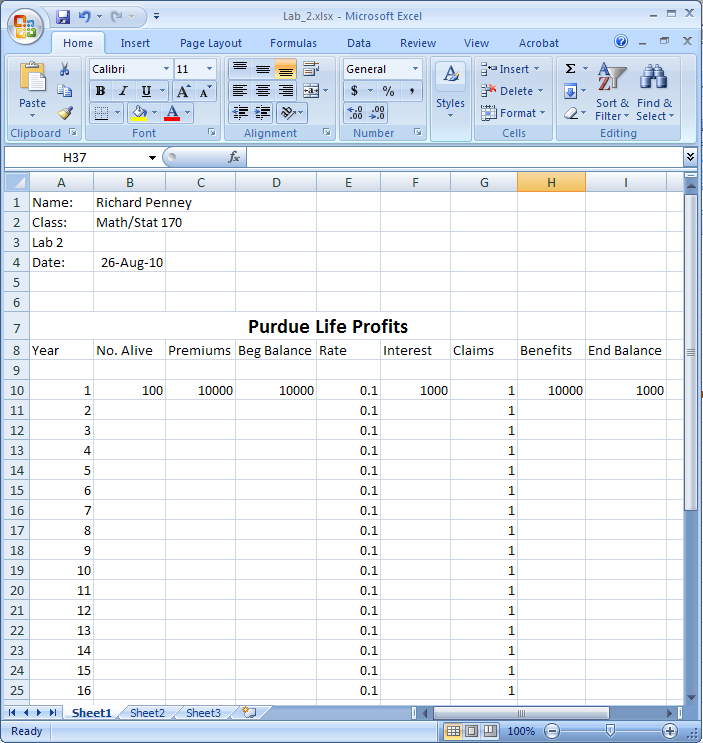 Lab_2.xlsx - Microsoft Excel
Home Insert Page Layout Formulas Data Review View Acrobat
Calibri 11 General Insert Σ
Paste B I U A A $ % , Styles Delete Sort & Find &
A .00 .0 Format Filter Select
Clipboard Font Alignment Number Cells Editing
H37 fx
A B C D E F G H I
1 Name: Richard Penney
2 Class: Math/Stat 170
3 Lab 2
4 Date: 26-Aug-10
5
6
7 Purdue Life Profits
8 Year No. Alive Premiums Beg Balance Rate Interest Claims Benefits End Balance
9
10 1 100 10000 10000 0.1 1000 1 10000 1000
11 2 0.1 1
12 3 0.1 1
13 4 0.1 1
14 5 0.1 1
15 6 0.1 1
16 7 0.1 1
17 8 0.1 1
18 9 0.1 1
19 10 0.1 1
20 11 0.1 1
21 12 0.1 1
22 13 0.1 1
23 14 0.1 1
24 15 0.1 1
25 16 0.1 1
Sheet1 Sheet2 Sheet3
Ready 100%